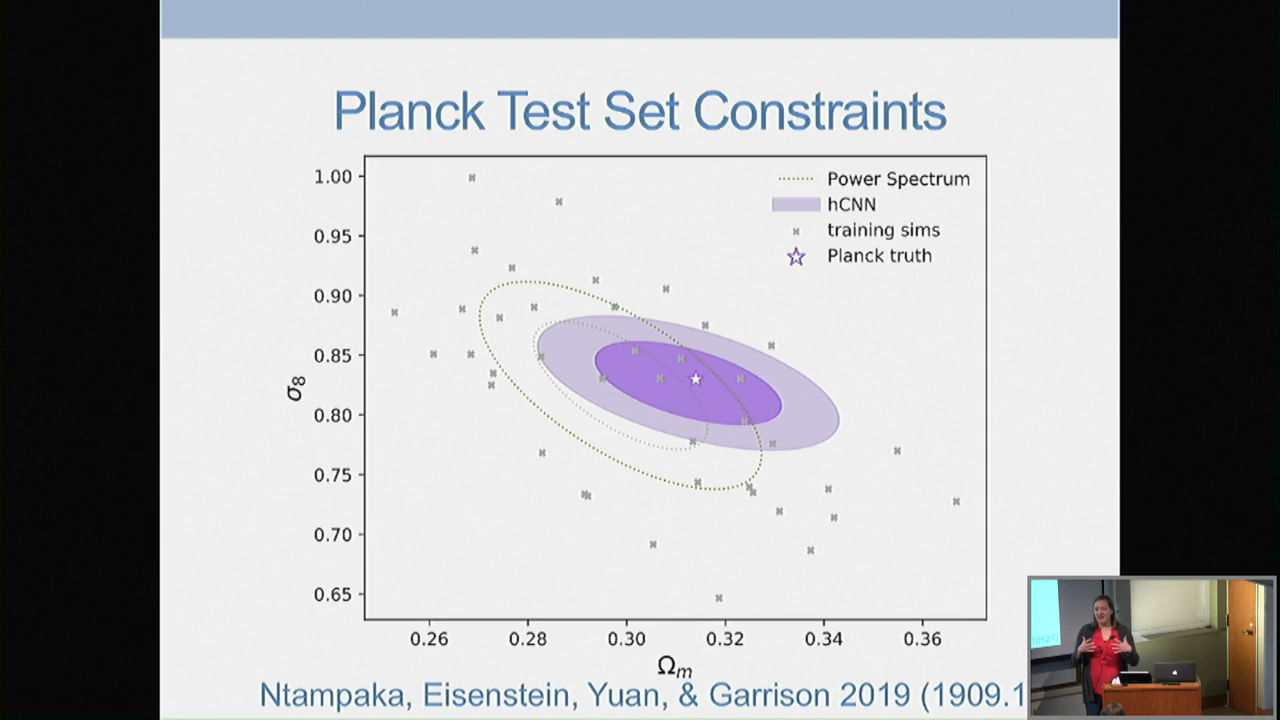 Planck Test Set Constraints
Power Spectrum
hCNN
training sims
Planck truth
1.00
0.95
0.90
0.85
0.80
0.75
0.70
0.65
σ8
0.26
0.28
0.30
0.32
0.34
0.36
Ωm
Ntampaka, Eisenstein, Yuan, & Garrison 2019 (1909.1